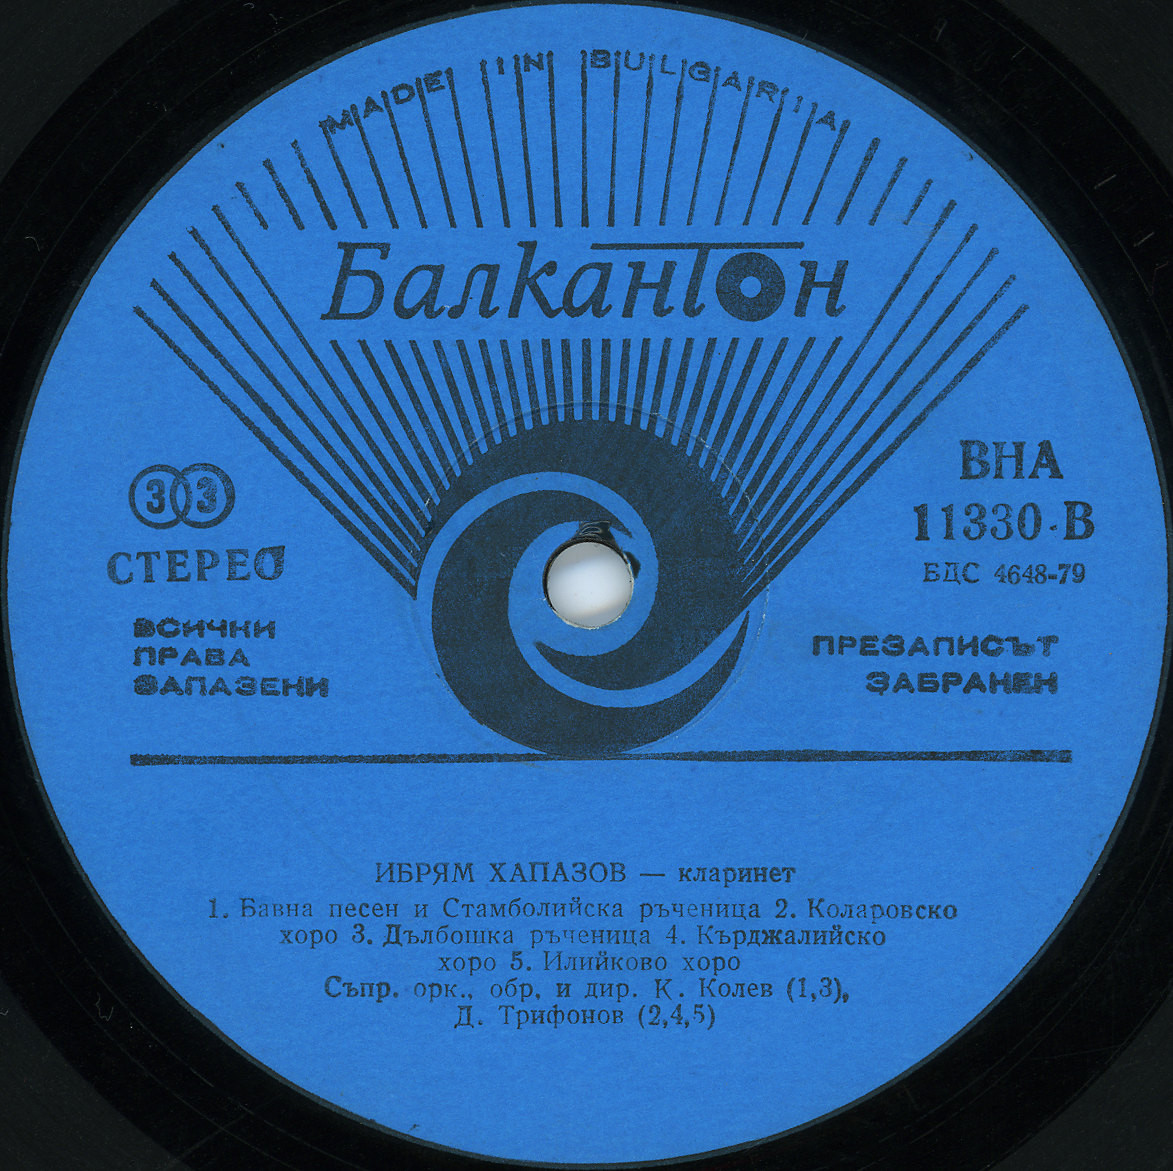 MADE IN BULGARIA
Балкантон
33
СТЕРЕО
ВСИЧКИ
ПРАВА
ЗАПАЗЕНИ
ВНА
11330-В
БДС 4648-79
ПРЕЗАПИСЪТ
ЗАБРАНЕН
ИБРЯМ ХАПАЗОВ — кларинет
1. Бавна песен и Стамболийска ръченица 2. Коларовско
хоро 3. Дълбошка ръченица 4. Кърджалийско
хоро 5. Илийково хоро
Съпр. орк., обр. и дир. К. Колев (1,3),
Д. Трифонов (2,4,5)